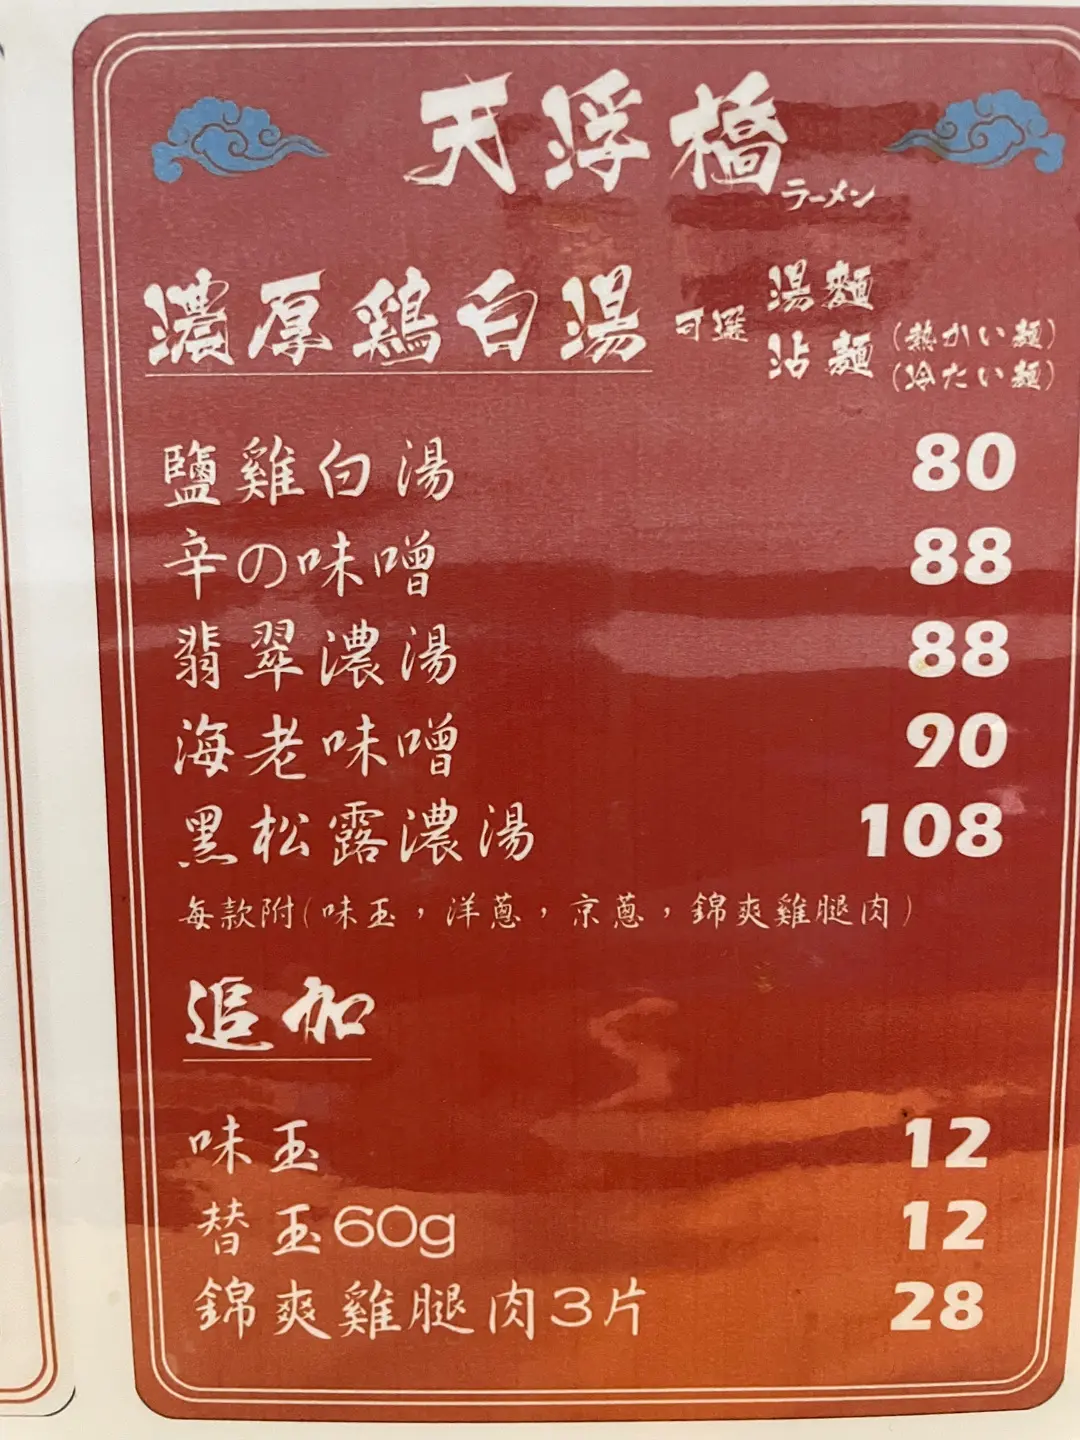 天浮橋
ラーメン
濃厚鶏白湯 可選 湯麵
沾麵 (熱かい麵)
(冷たい麵)
鹽雞白湯 80
辛の味噌 88
翡翠濃湯 88
海老味噌 90
黑松露濃湯 108
每款附(味玉，洋蔥，京蔥，錦爽雞腿肉)
追加
味玉 12
替玉60g 12
錦爽雞腿肉3片 28